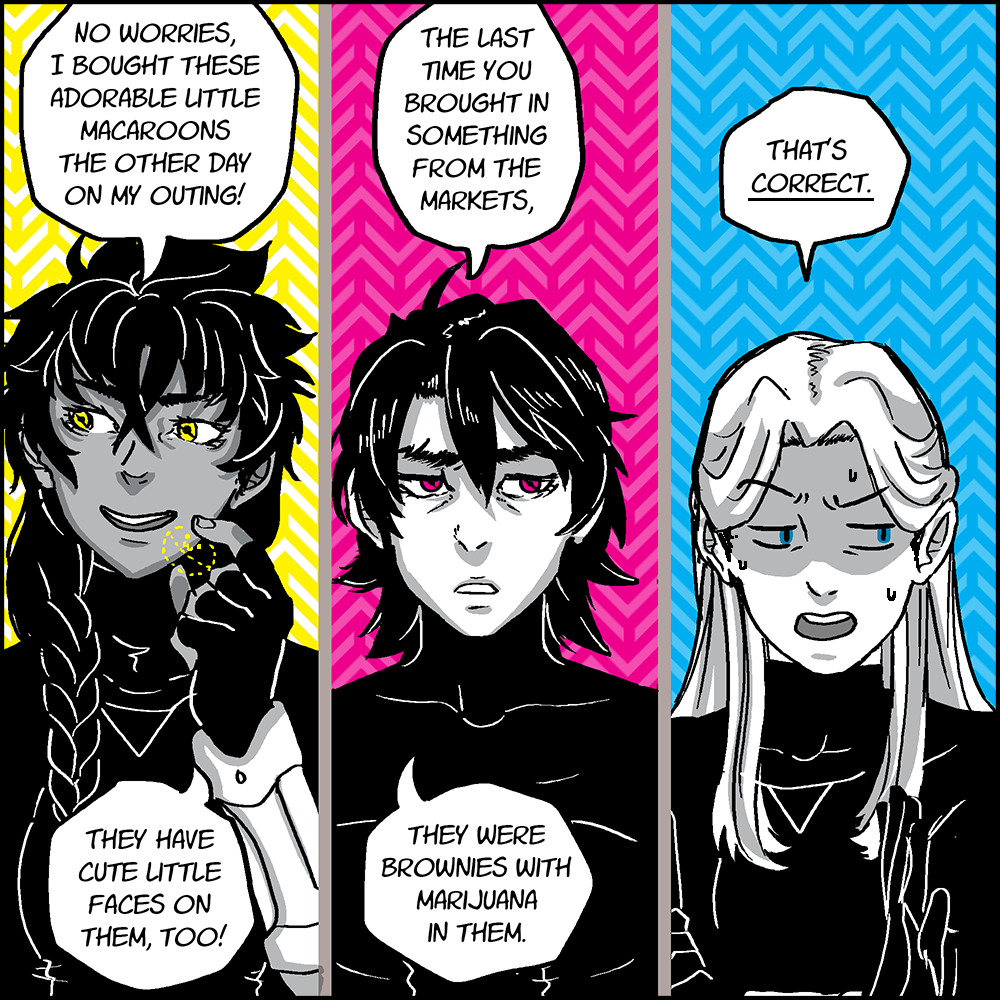 NO WORRIES,
I BOUGHT THESE
ADORABLE LITTLE
MACAROONS
THE OTHER DAY
ON MY OUTING!
THEY HAVE
CUTE LITTLE
FACES ON
THEM, TOO!
THE LAST
TIME YOU
BROUGHT IN
SOMETHING
FROM THE
MARKETS,
THEY WERE
BROWNIES WITH
MARIJUANA
IN THEM.
THAT'S
CORRECT.